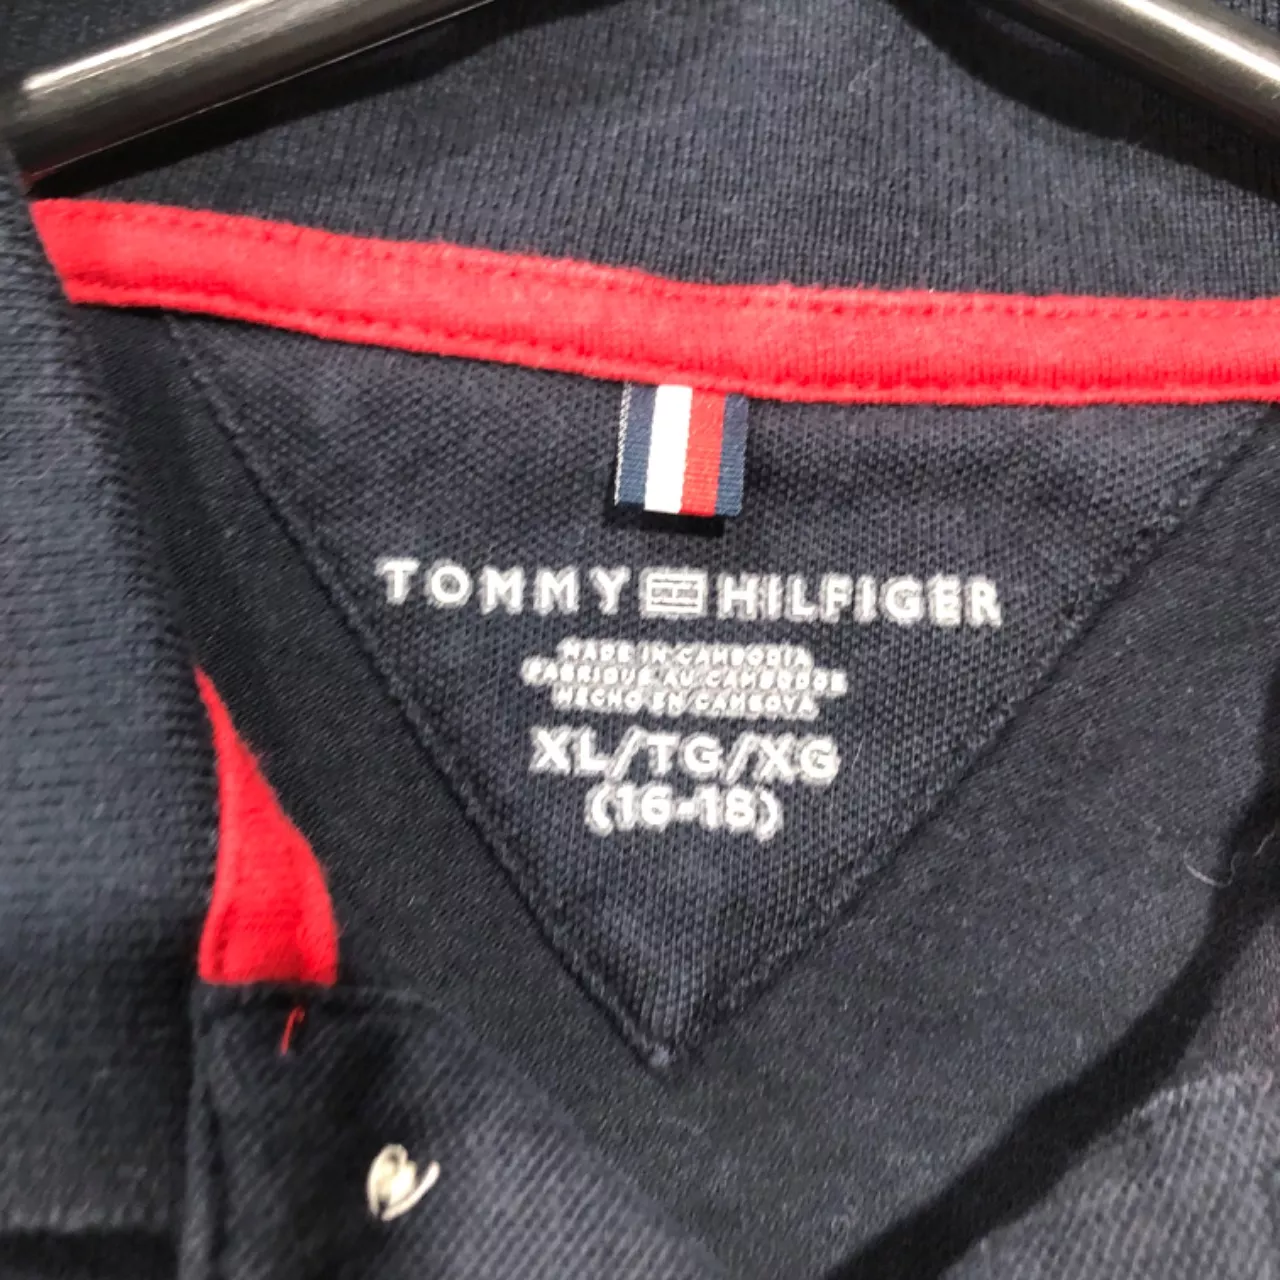 TOMMY HILFIGER
MADE IN CAMBODIA
FABRIQUE AU CAMBODGE
HECHO EN CAMBOYA
XL/TG/XG
(16-18)